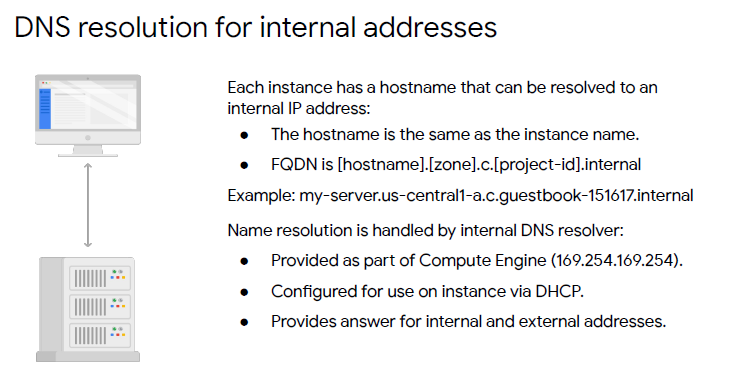 DNS resolution for internal addresses
Each instance has a hostname that can be resolved to an
internal IP address:
● The hostname is the same as the instance name.
● FQDN is [hostname].[zone].c.[project-id].internal
Example: my-server.us-central1-a.c.guestbook-151617.internal
Name resolution is handled by internal DNS resolver:
● Provided as part of Compute Engine (169.254.169.254).
● Configured for use on instance via DHCP.
● Provides answer for internal and external addresses.